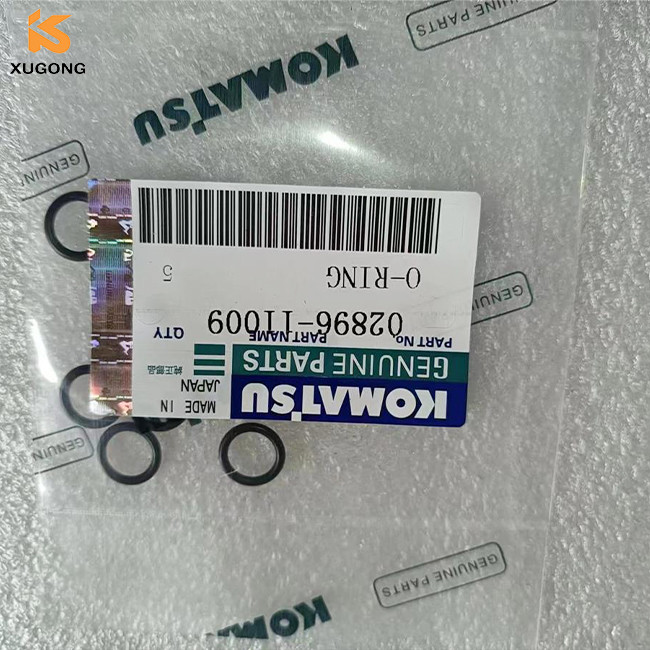 XUGONG
KOMATSU
GENUINE PARTS
GENUINE
KOMATSU
MADE IN
JAPAN
GENUINE PARTS
純正部品
PART No.
PART NAME
QTY
02896-11009
O-RING
5
GENUINE
GENUINE
GENUINE PARTS
KOMATSU